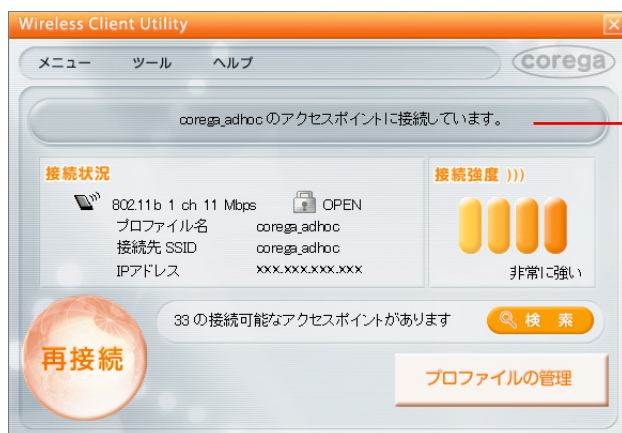 Wireless Client Utility
メニュー ツール ヘルプ corega
corega_adhoc のアクセスポイントに接続しています。
接続状況
802.11b 1 ch 11 Mbps OPEN
プロファイル名 corega_adhoc
接続先 SSID corega_adhoc
IPアドレス xxx.xxx.xxx.xxx
接続強度 )))
非常に強い
33 の接続可能なアクセスポイントがあります 検 索
再接続
プロファイルの管理